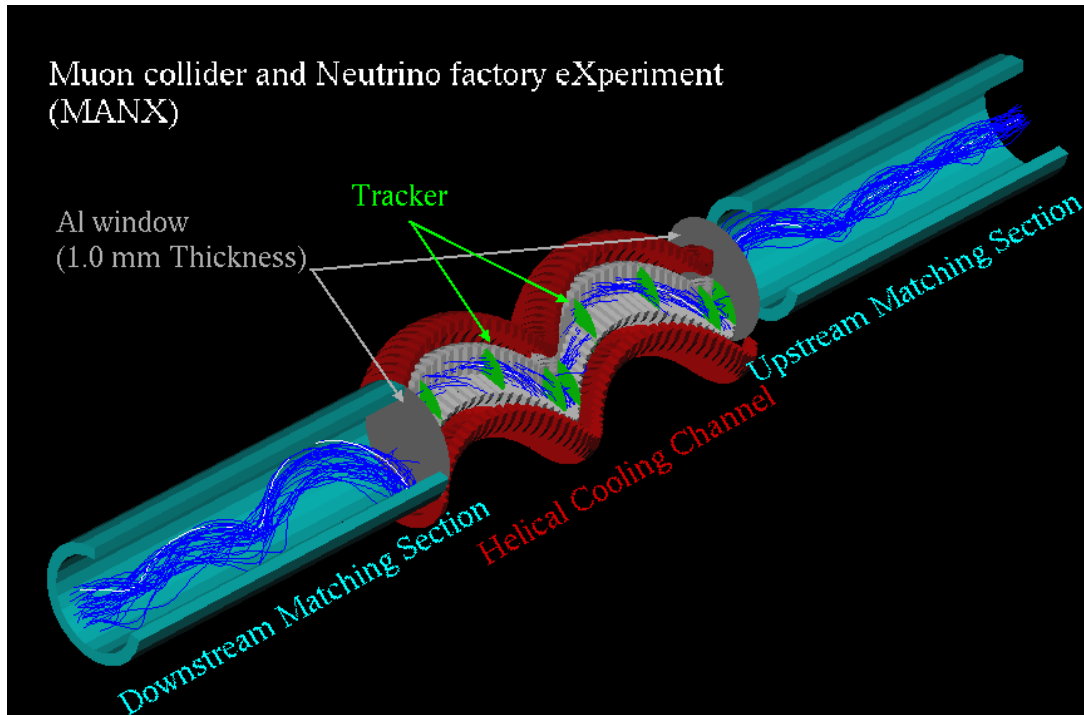 Muon collider and Neutrino factory eXperiment
(MANX)
Tracker
Al window
(1.0 mm Thickness)
Upstream Matching Section
Helical Cooling Channel
Downstream Matching Section